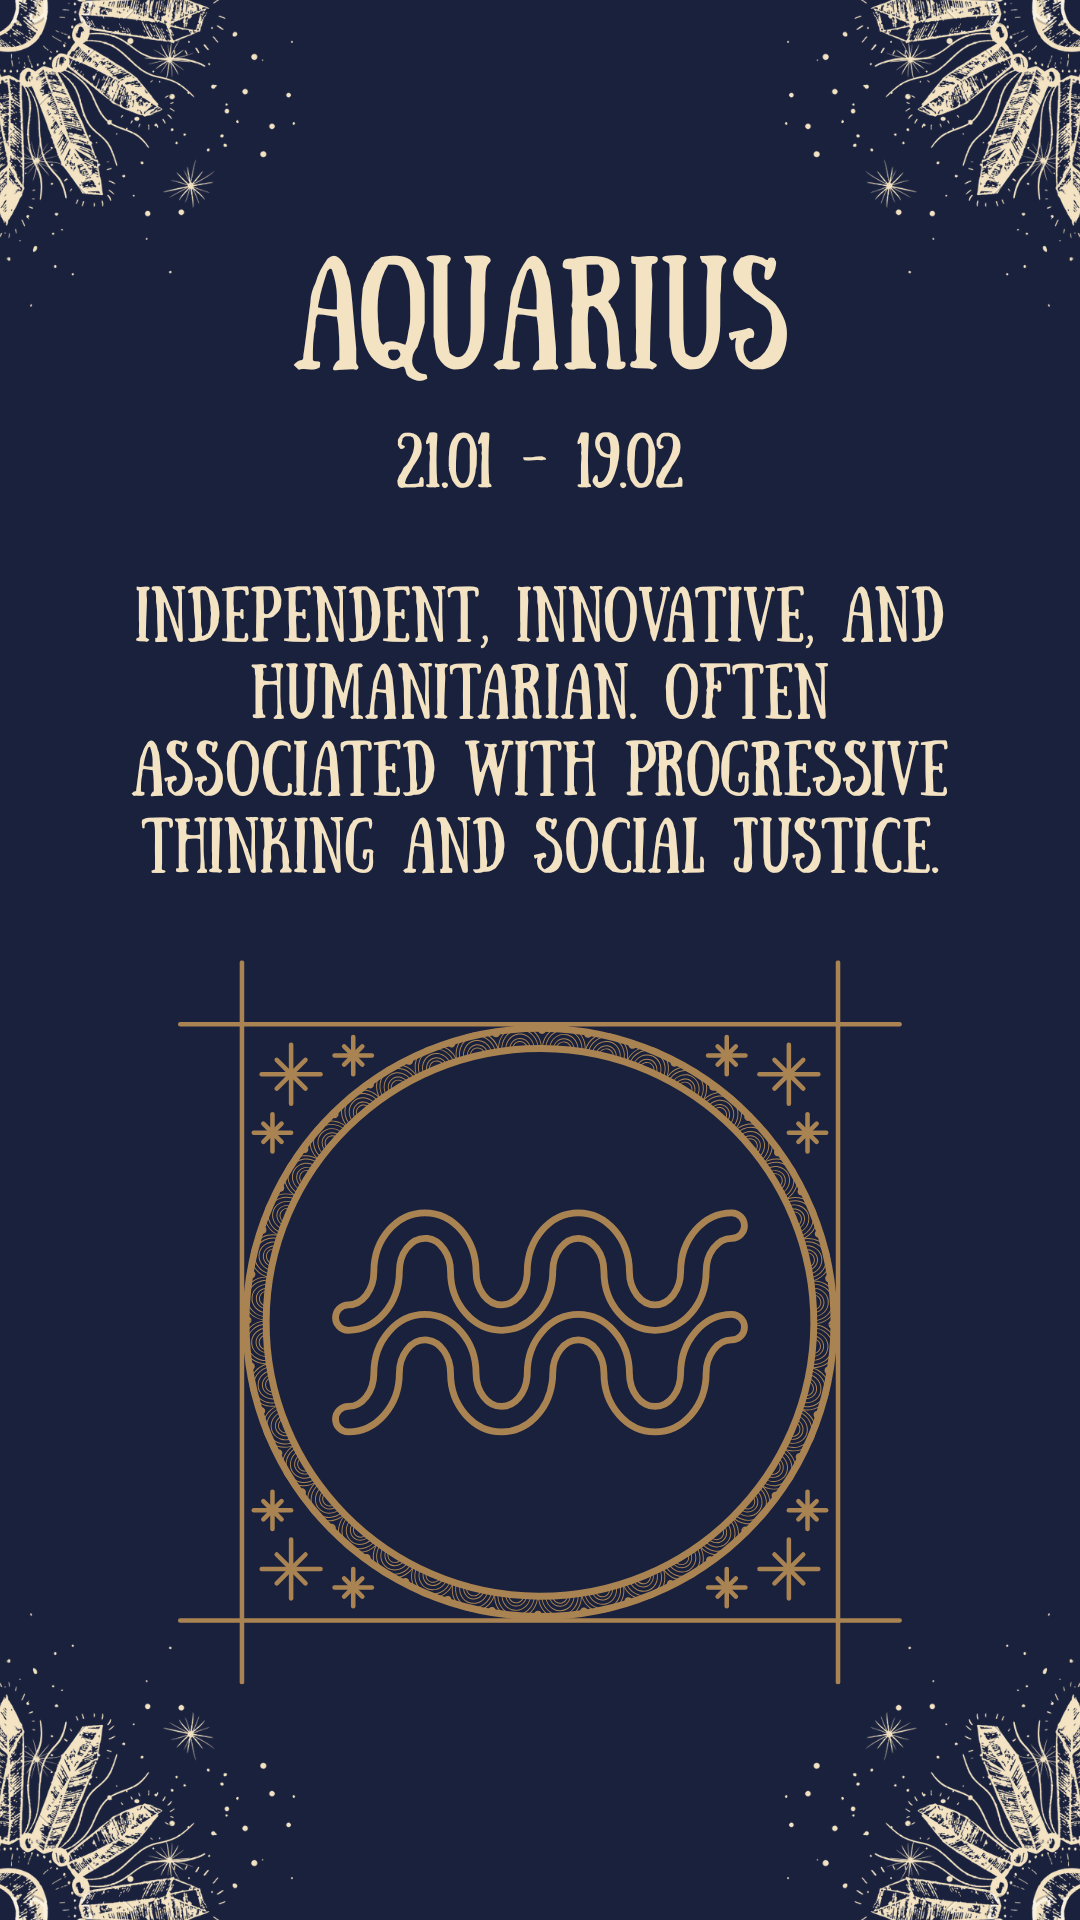 AQUARIUS
21.01 - 19.02
INDEPENDENT, INNOVATIVE, AND
HUMANITARIAN. OFTEN
ASSOCIATED WITH PROGRESSIVE
THINKING AND SOCIAL JUSTICE.